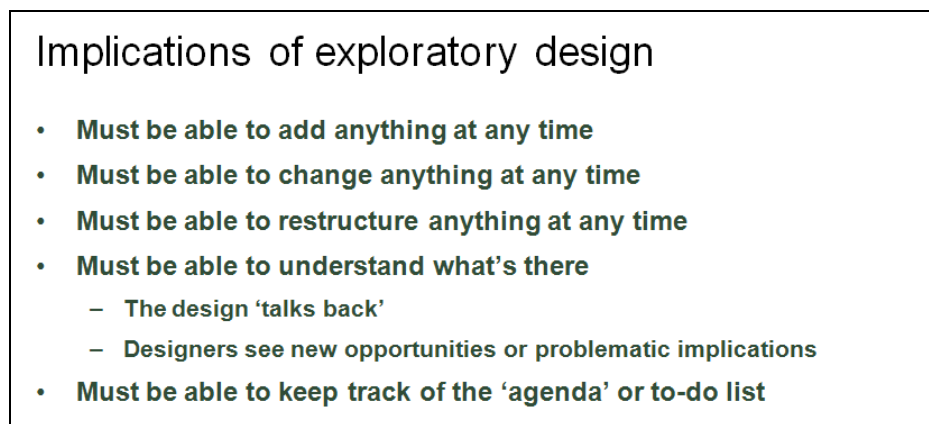 Implications of exploratory design
• Must be able to add anything at any time
• Must be able to change anything at any time
• Must be able to restructure anything at any time
• Must be able to understand what’s there
– The design ‘talks back’
– Designers see new opportunities or problematic implications
• Must be able to keep track of the ‘agenda’ or to-do list